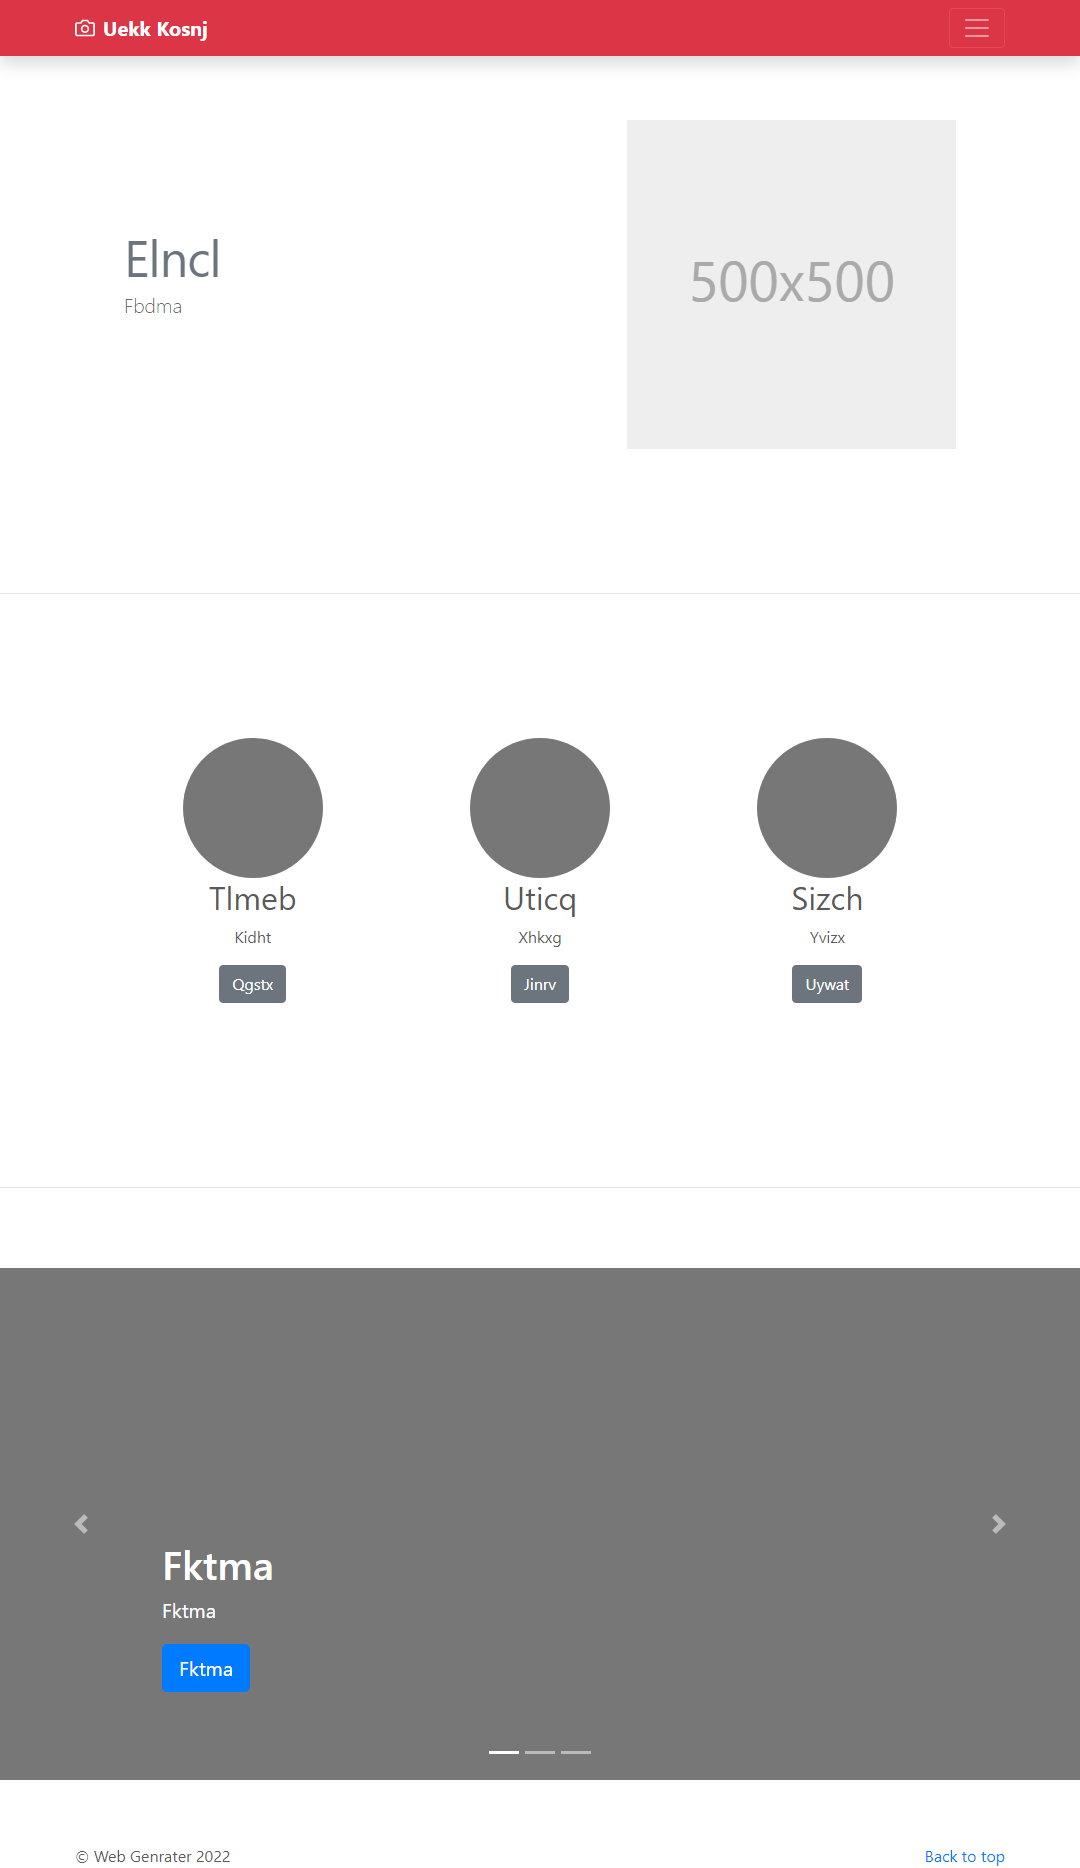 Uekk Kosnj
Elncl
Fbdma
500x500
Tlmeb
Kidht
Qgstx
Uticq
Xhkxg
Jinrv
Sizch
Yvizx
Uywat
Fktma
Fktma
Fktma
© Web Genrater 2022
Back to top